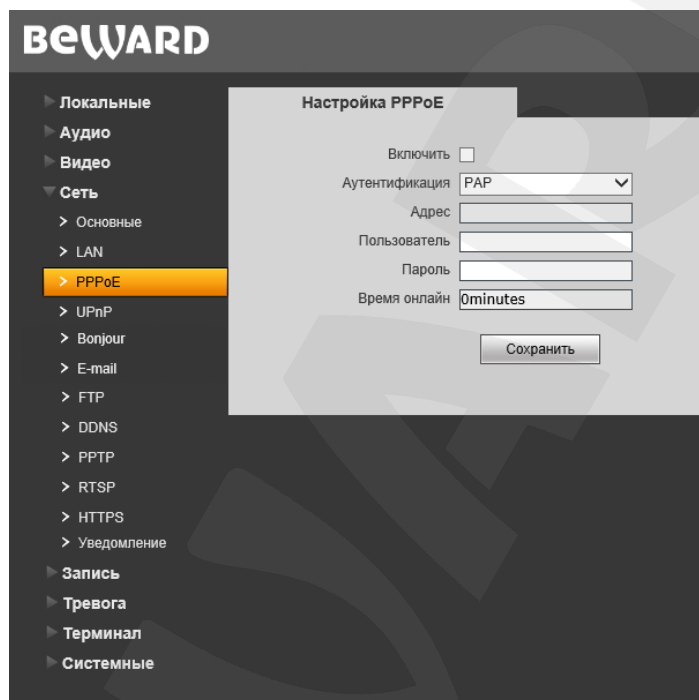 BEWARD
Локальные
Аудио
Видео
Сеть
Основные
LAN
PPPoE
UPnP
Bonjour
E-mail
FTP
DDNS
PPTP
RTSP
HTTPS
Уведомление
Запись
Тревога
Терминал
Системные
Настройка PPPoE
Включить
Аутентификация PAP
Адрес
Пользователь
Пароль
Время онлайн 0minutes
Сохранить